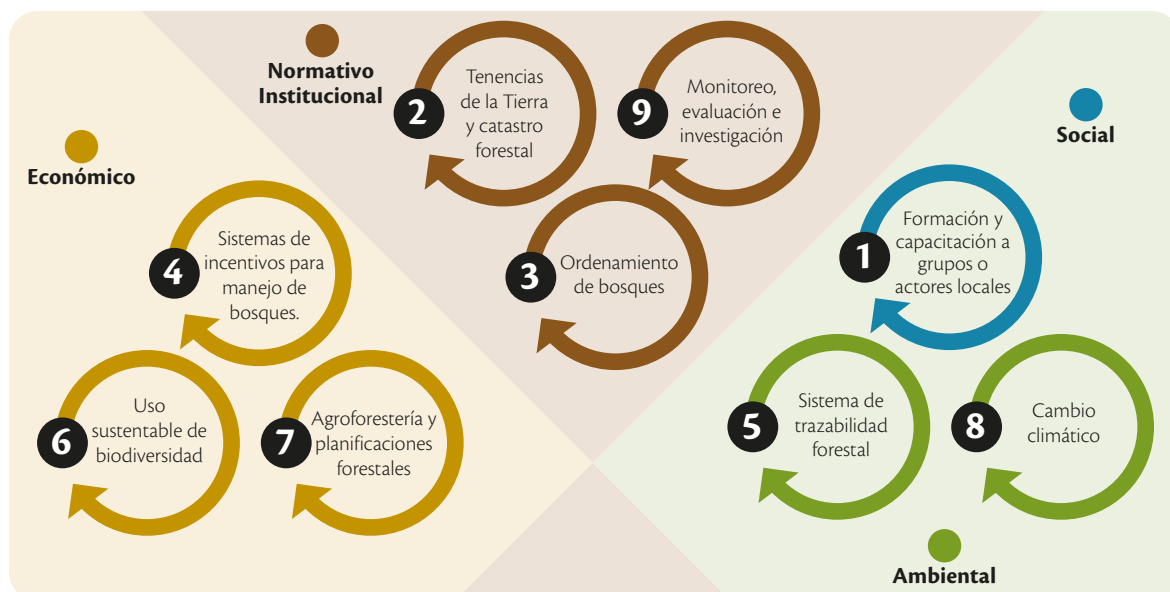 Normativo
Institucional
2
Tenencias
de la Tierra
y catastro
forestal
9
Monitoreo,
evaluación e
investigación
3
Ordenamiento
de bosques
Económico
4
Sistemas de
incentivos para
manejo de
bosques.
6
Uso
sustentable de
biodiversidad
7
Agroforestería y
planificaciones
forestales
Social
1
Formación y
capacitación a
grupos o
actores locales
5
Sistema de
trazabilidad
forestal
8
Cambio
climático
Ambiental